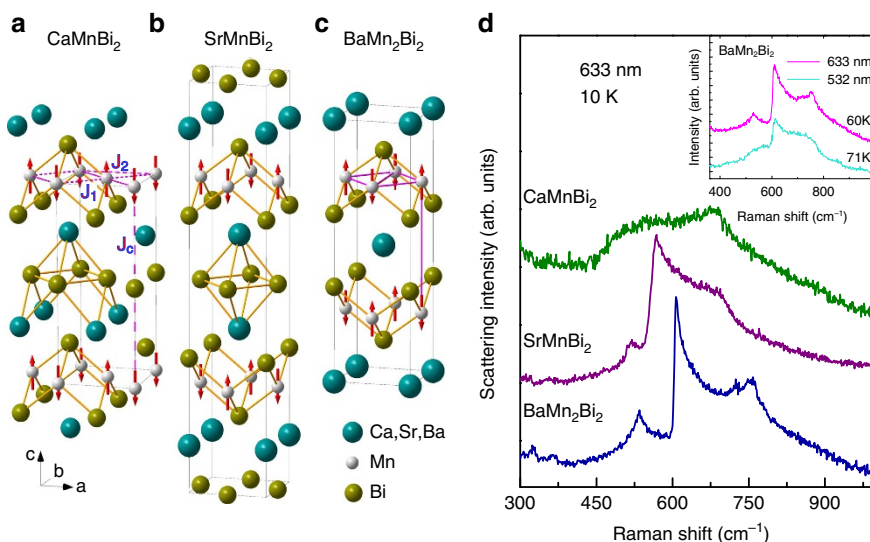 a
CaMnBi₂
b
SrMnBi₂
c
BaMn₂Bi₂
J₂
J₁
J꜀
Ca,Sr,Ba
Mn
Bi
c
b
a
d
633 nm
10 K
BaMn₂Bi₂
633 nm
532 nm
60K
71K
Intensity (arb. units)
400
600
800
Raman shift (cm⁻¹)
CaMnBi₂
SrMnBi₂
BaMn₂Bi₂
Scattering intensity (arb. units)
300
450
600
750
900
Raman shift (cm⁻¹)